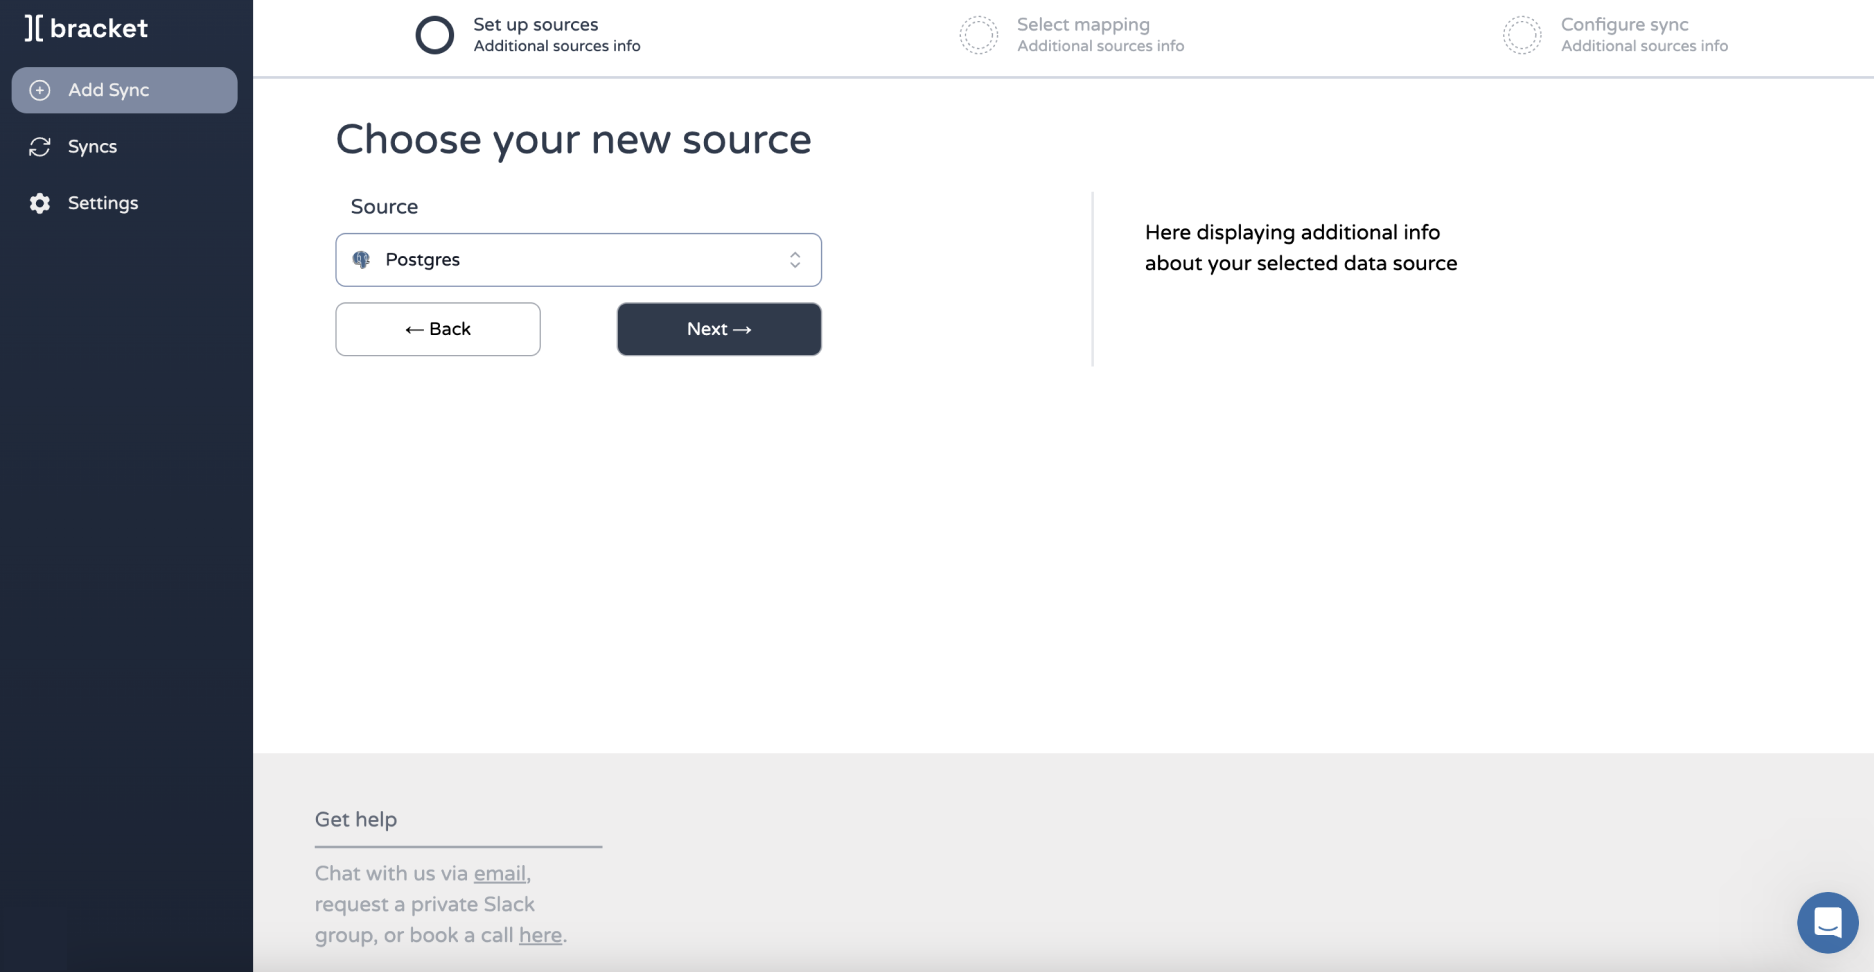 bracket
Add Sync
Syncs
Settings
Set up sources
Additional sources info
Select mapping
Additional sources info
Configure sync
Additional sources info
Choose your new source
Source
Postgres
← Back
Next →
Here displaying additional info
about your selected data source
Get help
Chat with us via email,
request a private Slack
group, or book a call here.